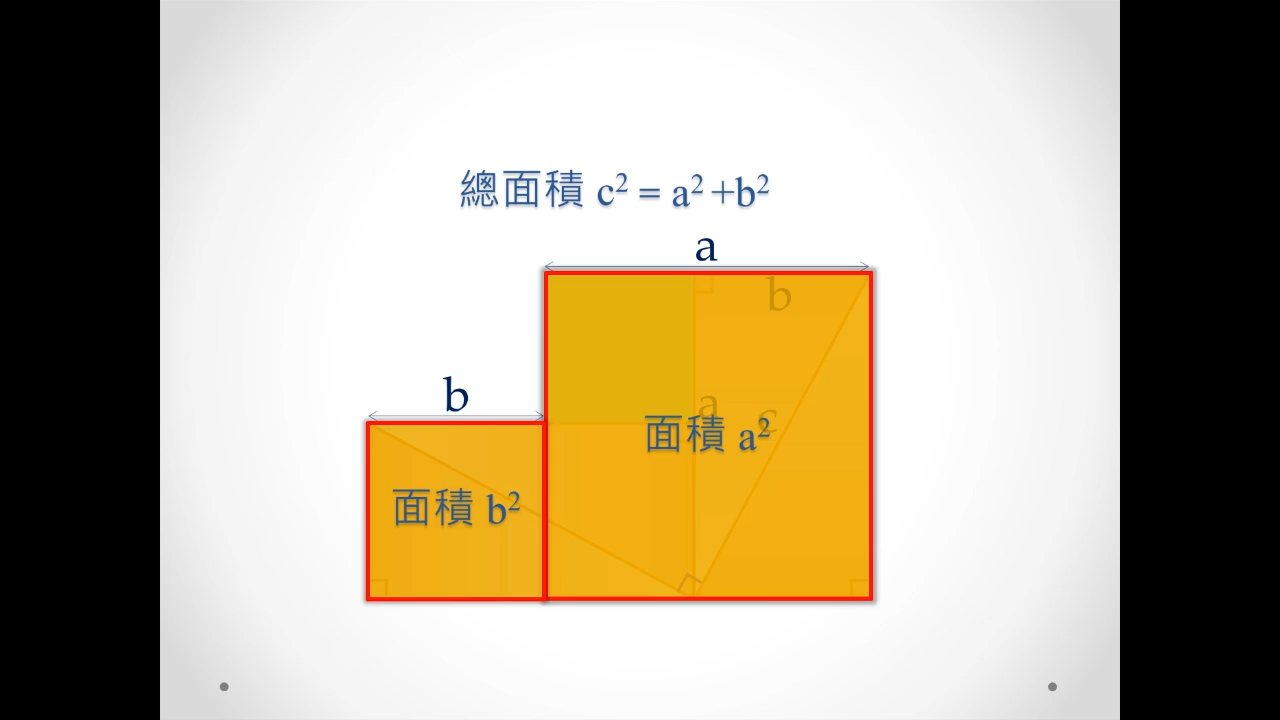 總面積 c² = a² +b²
a
b
b
a
c
面積 a²
面積 b²